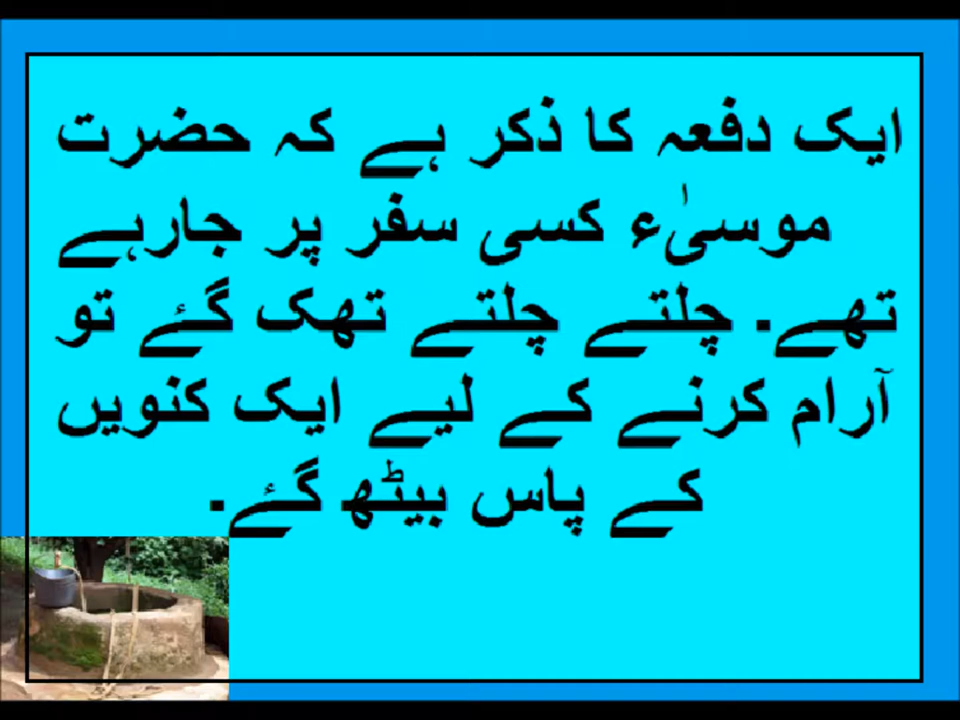 ایک دفعہ کا ذکر ہے کہ حضرت
موسیٰء کسی سفر پر جارہے
تھے۔ چلتے چلتے تھک گئے تو
آرام کرنے کے لیے ایک کنویں
کے پاس بیٹھ گئے۔